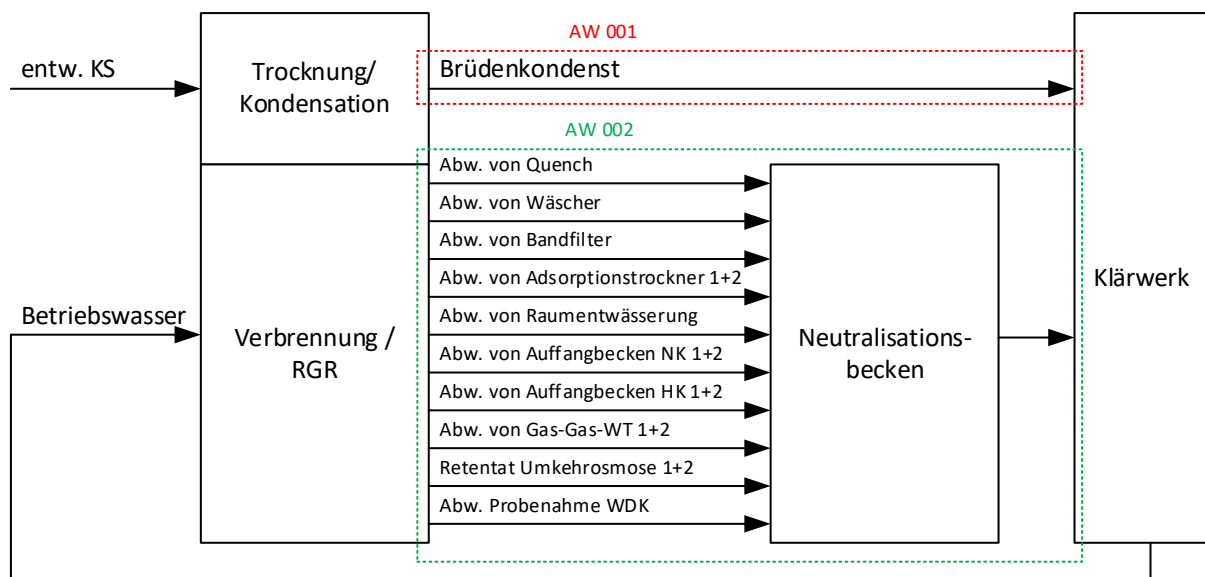 AW 001
entw. KS
Trocknung/
Kondensation
Brüdenkondenst
AW 002
Abw. von Quench
Abw. von Wäscher
Abw. von Bandfilter
Abw. von Adsorptionstrockner 1+2
Abw. von Raumentwässerung
Abw. von Auffangbecken NK 1+2
Abw. von Auffangbecken HK 1+2
Abw. von Gas-Gas-WT 1+2
Retentat Umkehrosmose 1+2
Abw. Probenahme WDK
Betriebswasser
Verbrennung /
RGR
Neutralisations-
becken
Klärwerk